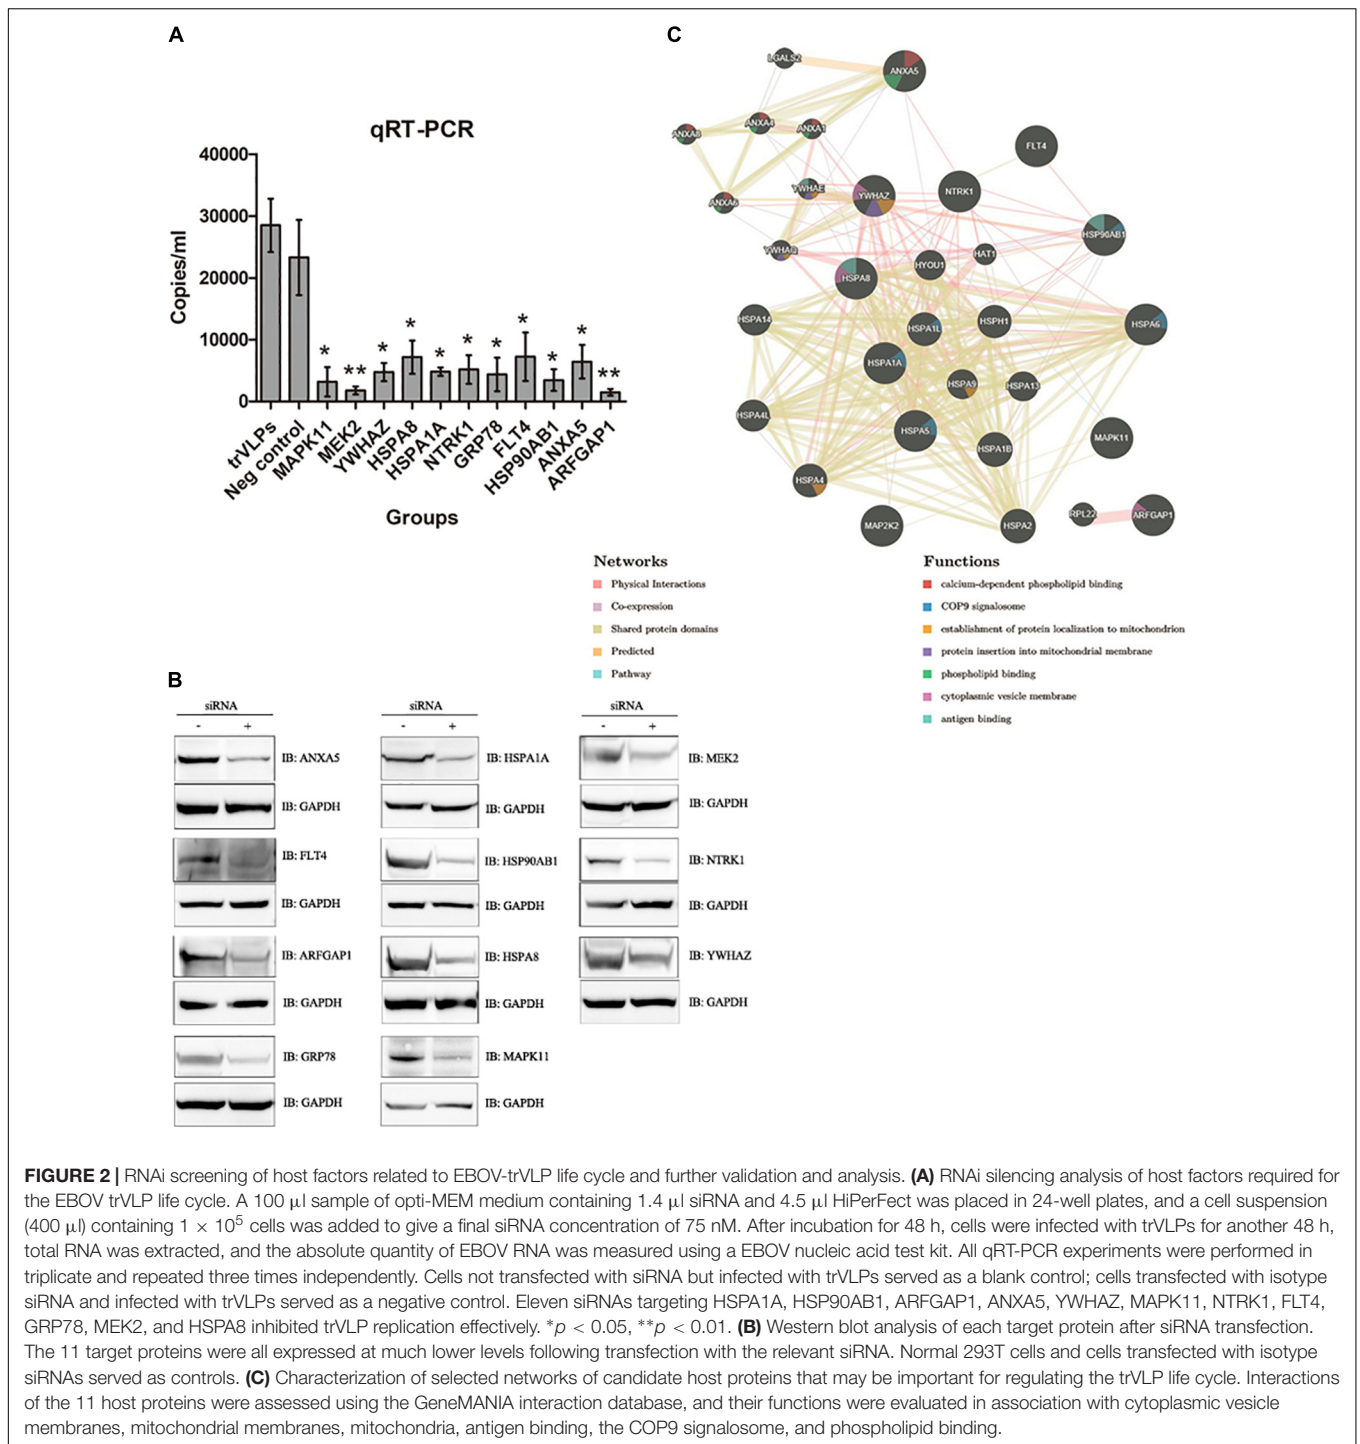 A
qRT-PCR
Copies/ml
40000
30000
20000
10000
0
* ** * * * * * * * * **
trVLPs
Neg control
MAPK11
MEK2
YWHAZ
HSPA8
HSPA1A
NTRK1
GRP78
FLT4
HSP90AB1
ANXA5
ARFGAP1
Groups
C
LGALS2
ANXA5
ANXA8
ANXA4
ANXA1
FLT4
ANXA6
YWHAE
YWHAZ
NTRK1
HSP90AB1
YWHAQ
HSPA8
HYOU1
HAT1
HSPA14
HSPA1L
HSPH1
HSPA6
HSPA1A
HSPA9
HSPA13
HSPA4L
HSPA5
HSPA1B
MAPK11
HSPA4
MAP2K2
HSPA2
RPL22
ARFGAP1
Networks
Physical Interactions
Co-expression
Shared protein domains
Predicted
Pathway
Functions
calcium-dependent phospholipid binding
COP9 signalosome
establishment of protein localization to mitochondrion
protein insertion into mitochondrial membrane
phospholipid binding
cytoplasmic vesicle membrane
antigen binding
B
siRNA
- +
IB: ANXA5
IB: GAPDH
IB: FLT4
IB: GAPDH
IB: ARFGAP1
IB: GAPDH
IB: GRP78
IB: GAPDH
siRNA
- +
IB: HSPA1A
IB: GAPDH
IB: HSP90AB1
IB: GAPDH
IB: HSPA8
IB: GAPDH
IB: MAPK11
IB: GAPDH
siRNA
- +
IB: MEK2
IB: GAPDH
IB: NTRK1
IB: GAPDH
IB: YWHAZ
IB: GAPDH
FIGURE 2 | RNAi screening of host factors related to EBOV-trVLP life cycle and further validation and analysis. (A) RNAi silencing analysis of host factors required for
the EBOV trVLP life cycle. A 100 μl sample of opti-MEM medium containing 1.4 μl siRNA and 4.5 μl HiPerFect was placed in 24-well plates, and a cell suspension
(400 μl) containing 1 × 10⁵ cells was added to give a final siRNA concentration of 75 nM. After incubation for 48 h, cells were infected with trVLPs for another 48 h,
total RNA was extracted, and the absolute quantity of EBOV RNA was measured using a EBOV nucleic acid test kit. All qRT-PCR experiments were performed in
triplicate and repeated three times independently. Cells not transfected with siRNA but infected with trVLPs served as a blank control; cells transfected with isotype
siRNA and infected with trVLPs served as a negative control. Eleven siRNAs targeting HSPA1A, HSP90AB1, ARFGAP1, ANXA5, YWHAZ, MAPK11, NTRK1, FLT4,
GRP78, MEK2, and HSPA8 inhibited trVLP replication effectively. *p < 0.05, **p < 0.01. (B) Western blot analysis of each target protein after siRNA transfection.
The 11 target proteins were all expressed at much lower levels following transfection with the relevant siRNA. Normal 293T cells and cells transfected with isotype
siRNAs served as controls. (C) Characterization of selected networks of candidate host proteins that may be important for regulating the trVLP life cycle. Interactions
of the 11 host proteins were assessed using the GeneMANIA interaction database, and their functions were evaluated in association with cytoplasmic vesicle
membranes, mitochondrial membranes, mitochondria, antigen binding, the COP9 signalosome, and phospholipid binding.